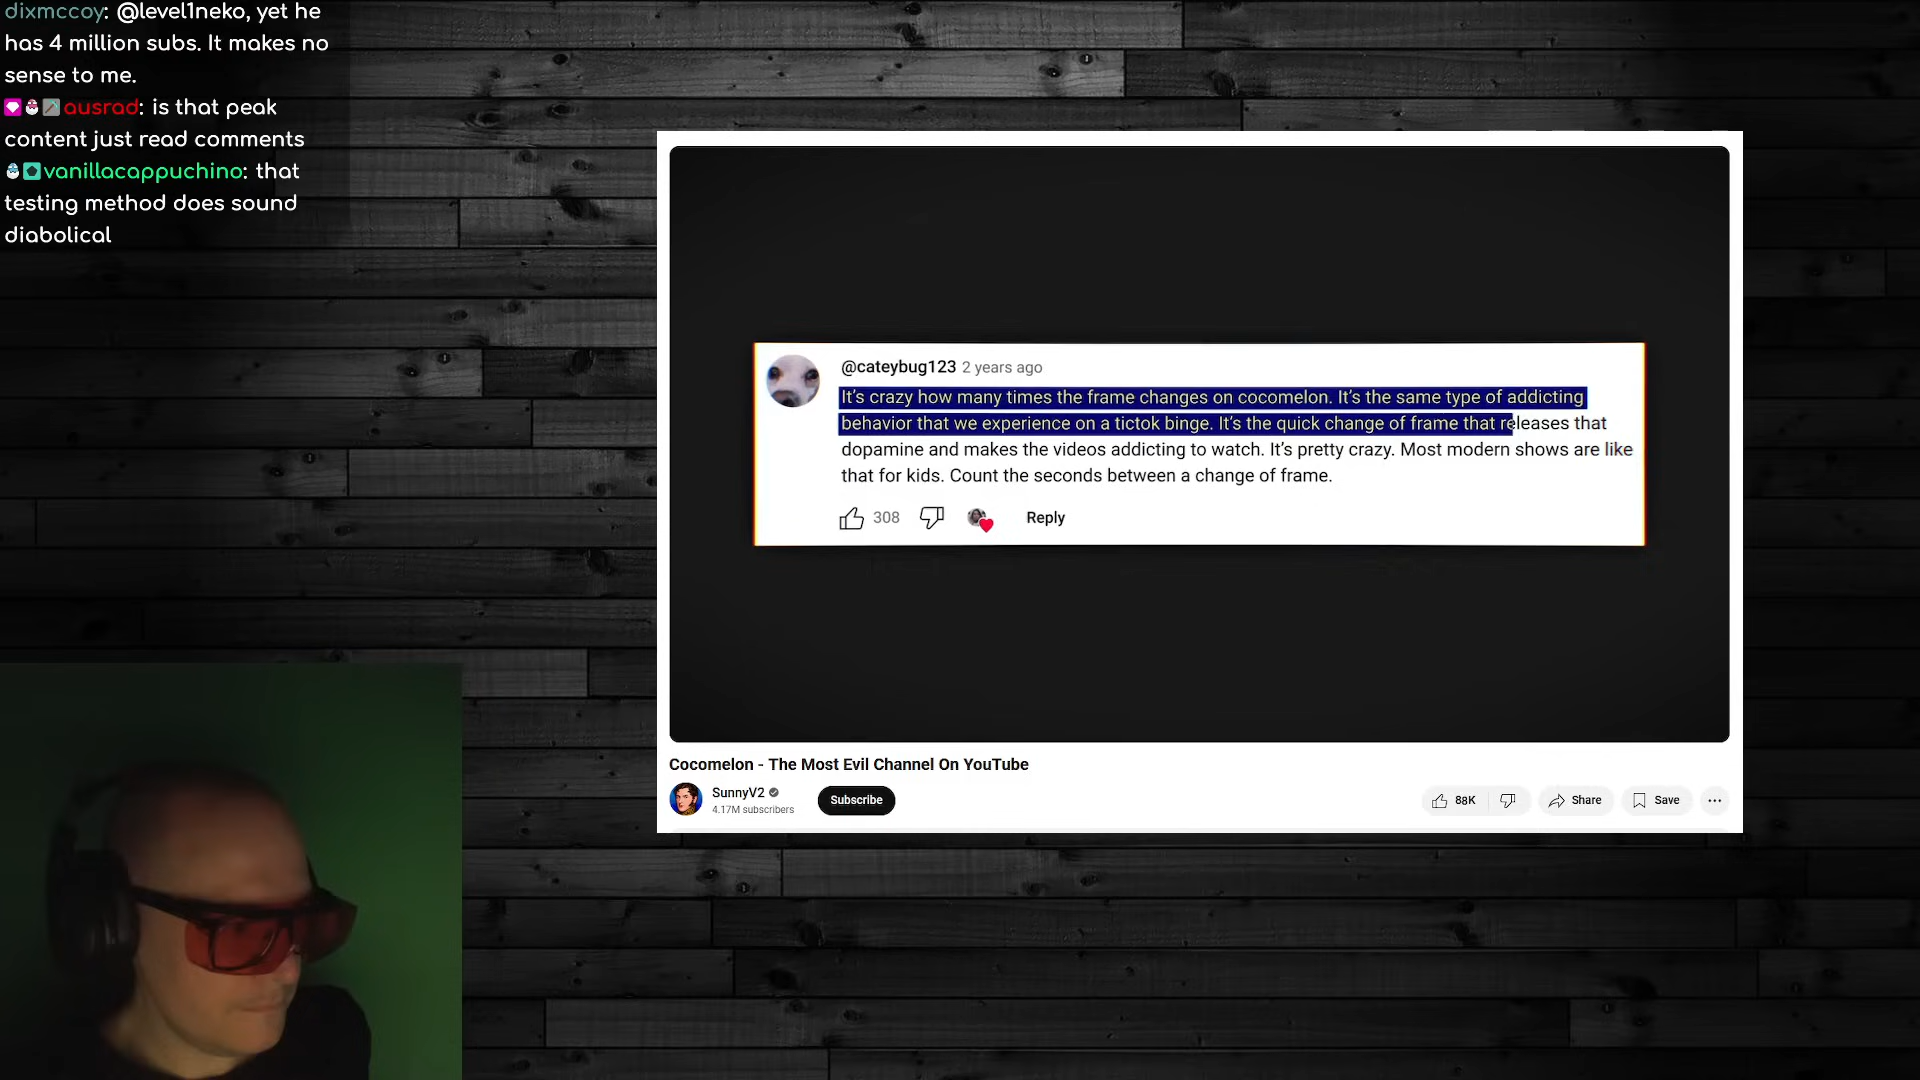 dixmccoy: @level1neko, yet he
has 4 million subs. It makes no
sense to me.
ausrad: is that peak
content just read comments
vanillacappuchino: that
testing method does sound
diabolical
@cateybug123 2 years ago
It's crazy how many times the frame changes on cocomelon. It's the same type of addicting
behavior that we experience on a tictok binge. It's the quick change of frame that releases that
dopamine and makes the videos addicting to watch. It's pretty crazy. Most modern shows are like
that for kids. Count the seconds between a change of frame.
308 Reply
Cocomelon - The Most Evil Channel On YouTube
SunnyV2
4.17M subscribers
Subscribe
88K
Share
Save